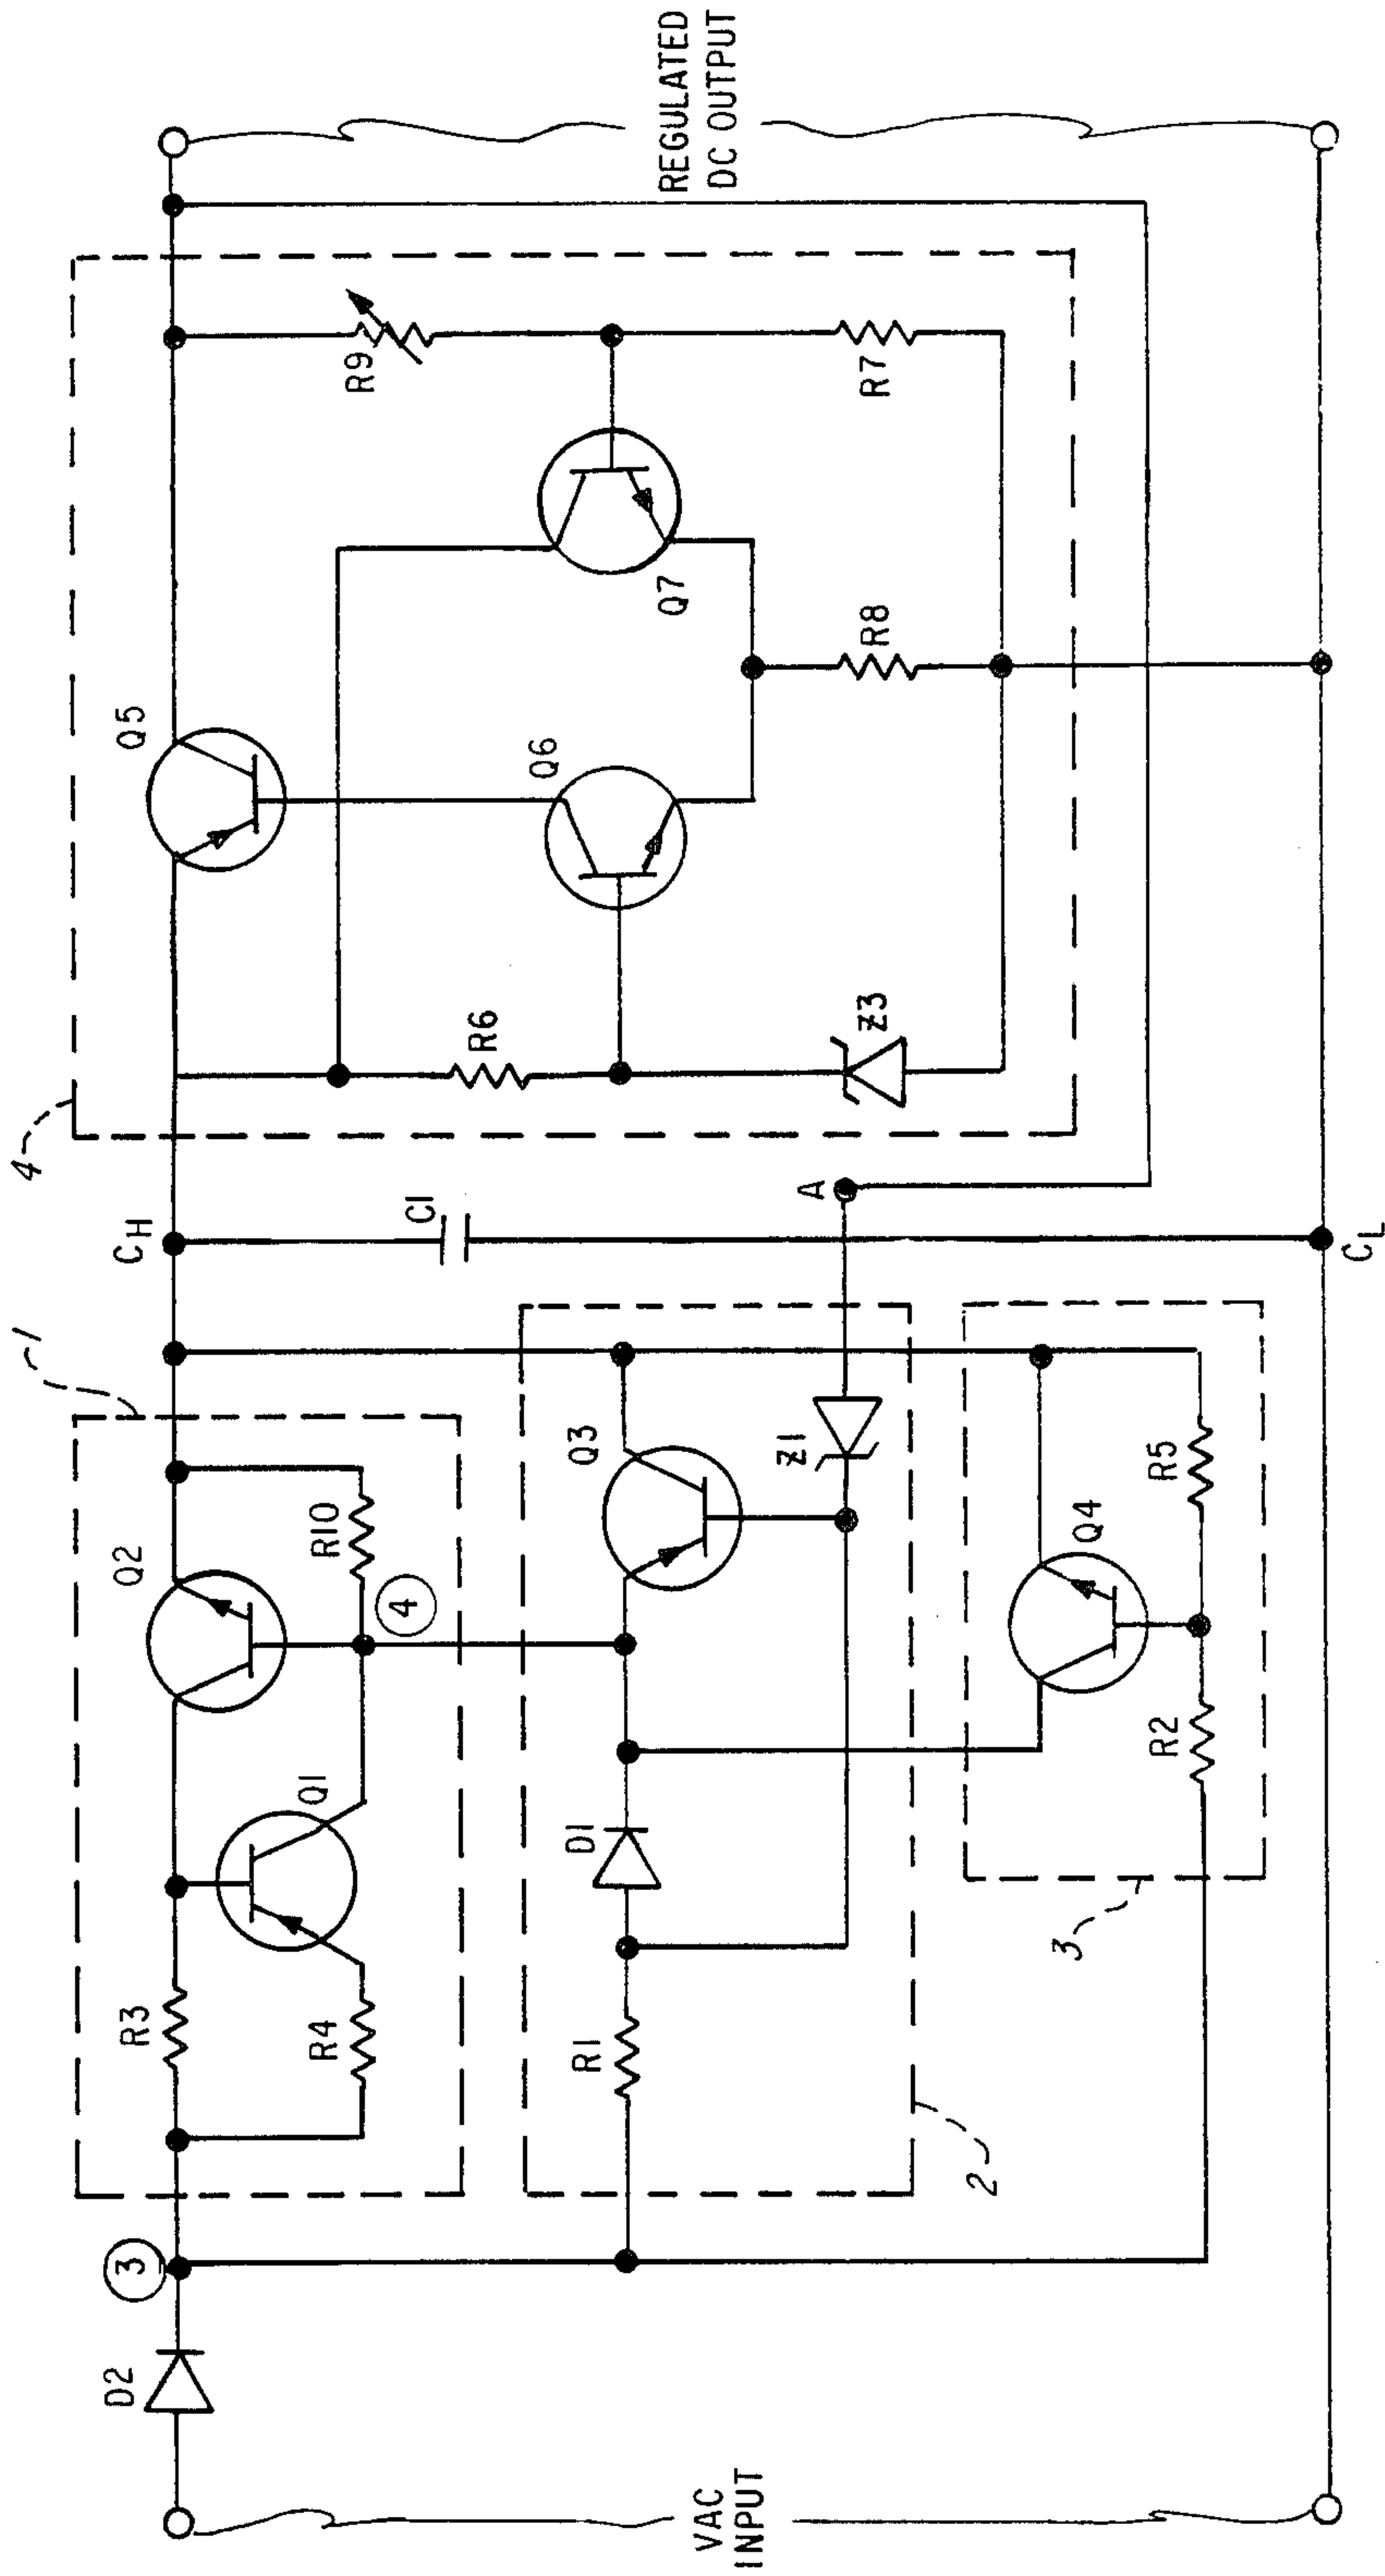 VAC
INPUT
D2
3
R3
R4
Q1
Q2
R10
4
1
R1
D1
Q3
Z1
2
R2
Q4
R5
3
CH
C1
CL
A
4
Q5
R6
Q6
Q7
R9
Z3
R8
R7
REGULATED
DC OUTPUT